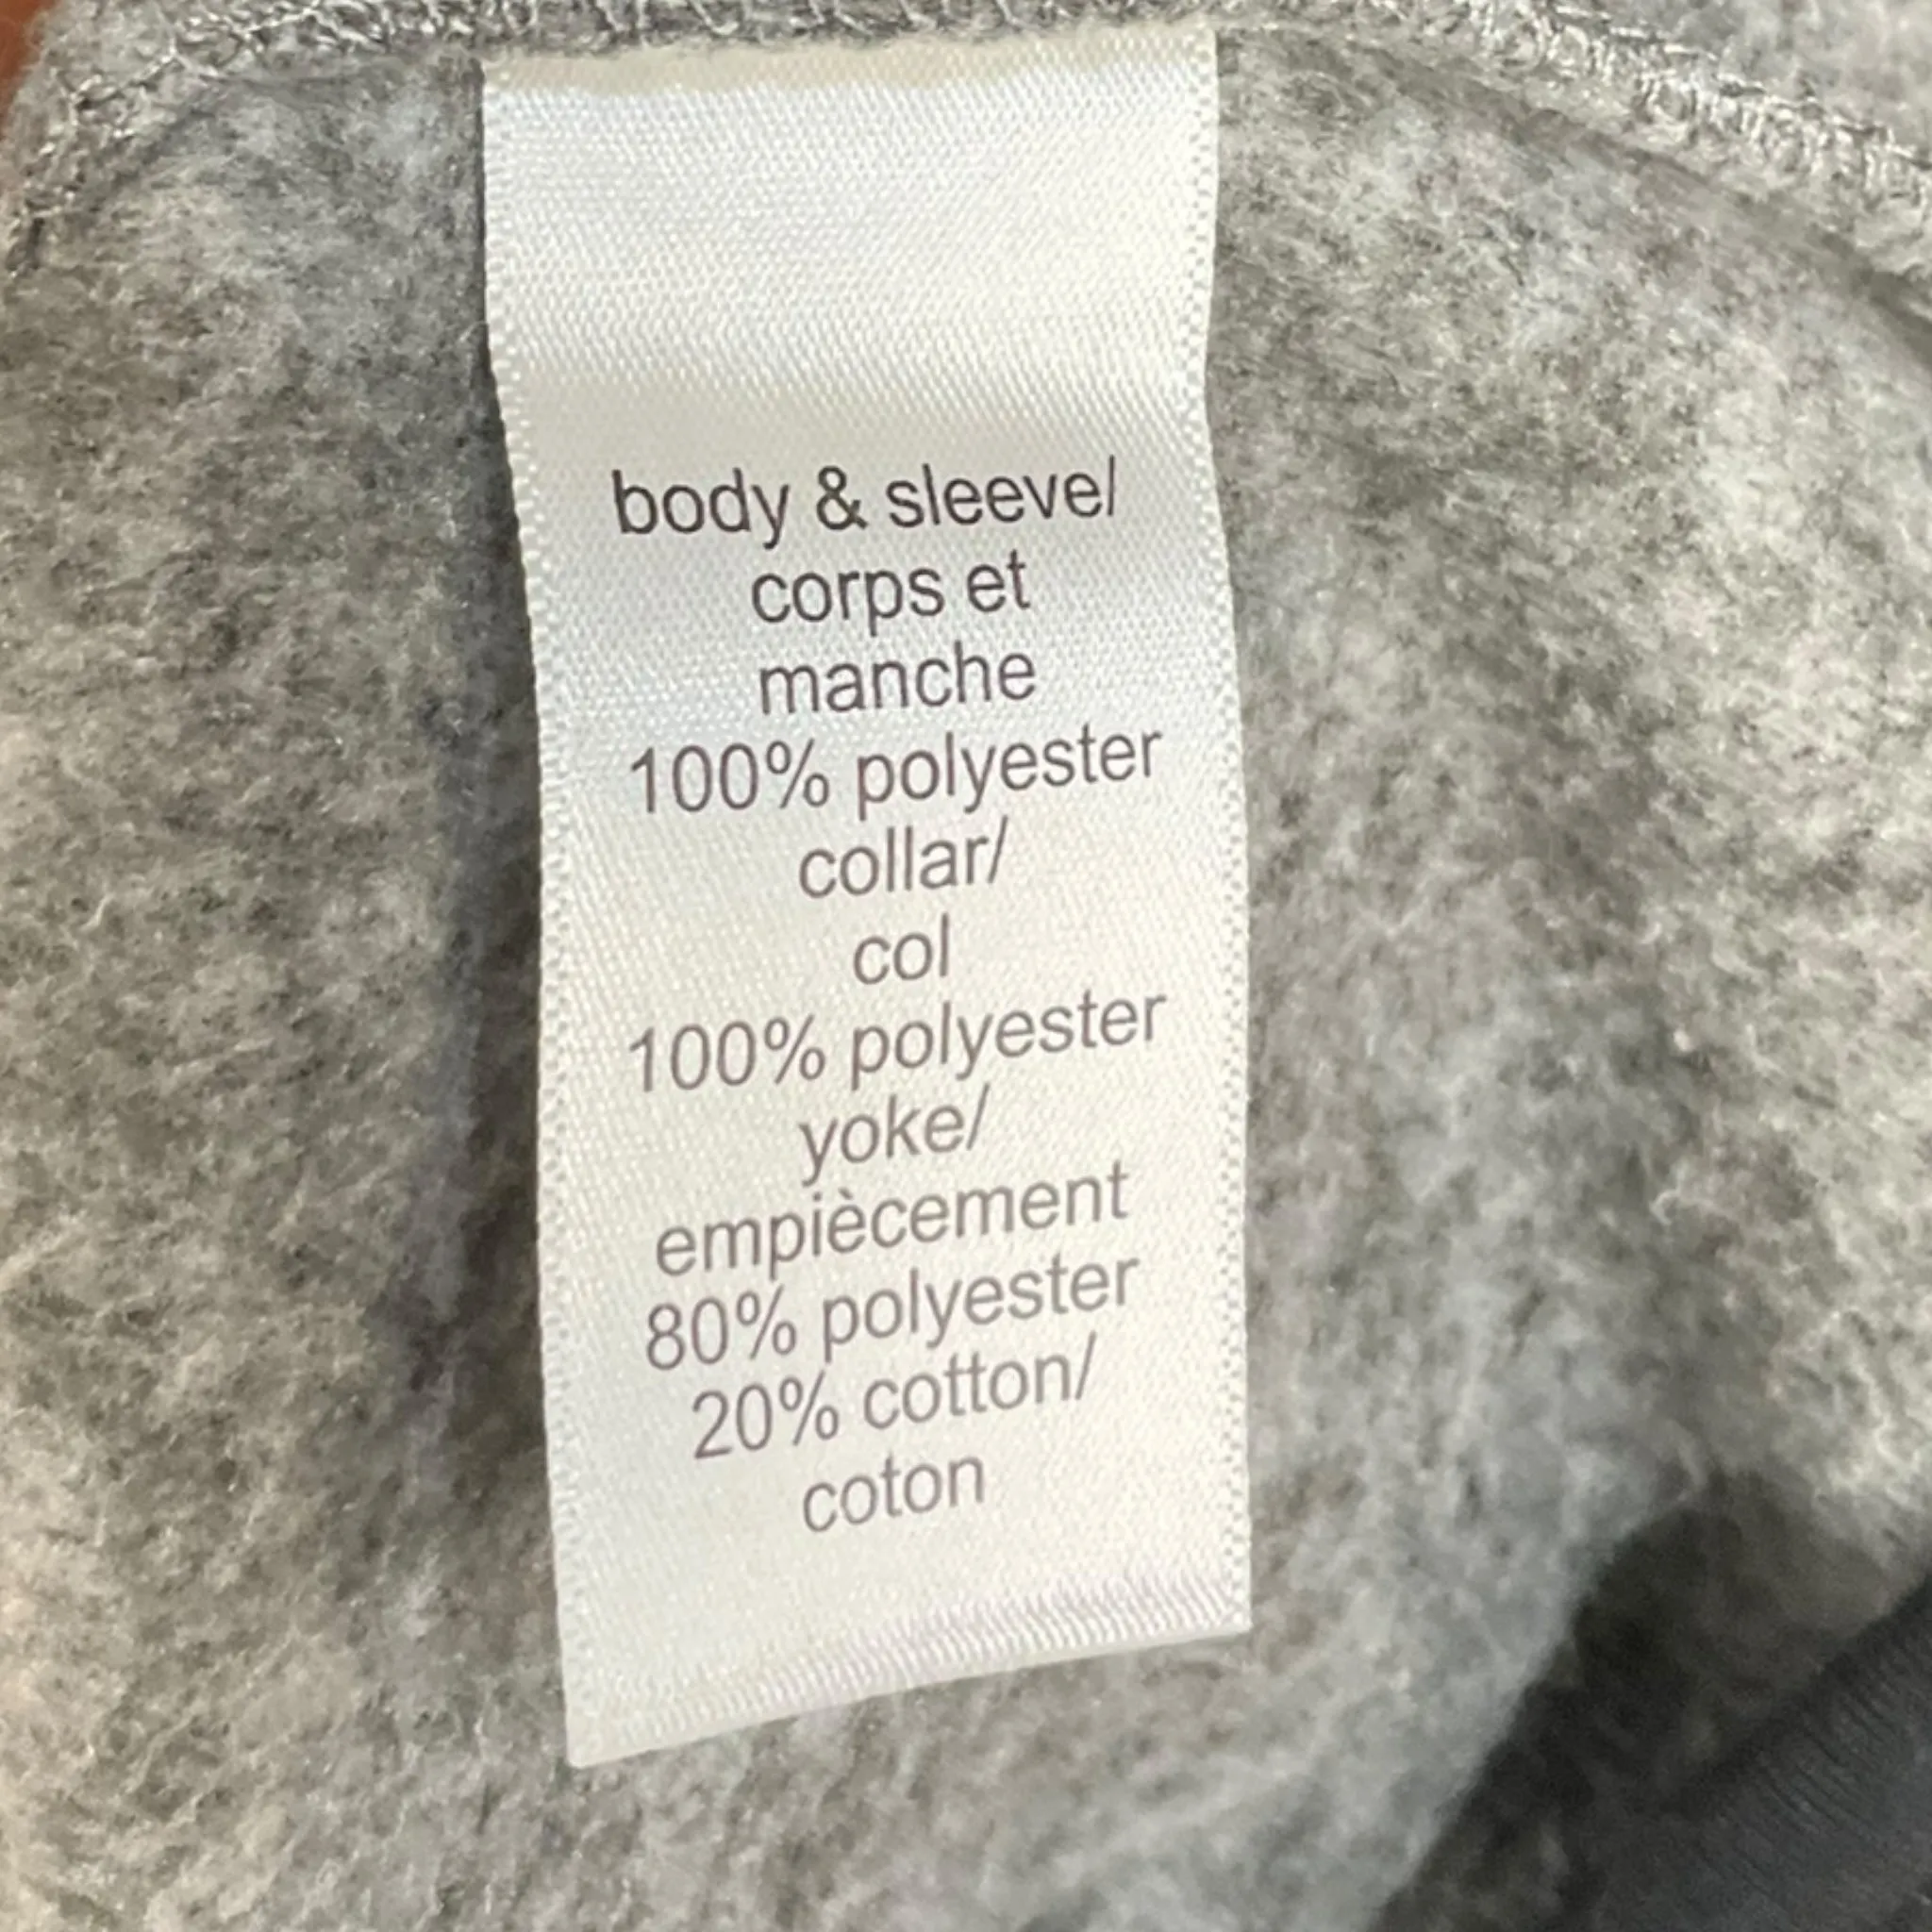 body & sleeve/
corps et
manche
100% polyester
collar/
col
100% polyester
yoke/
empiècement
80% polyester
20% cotton/
coton